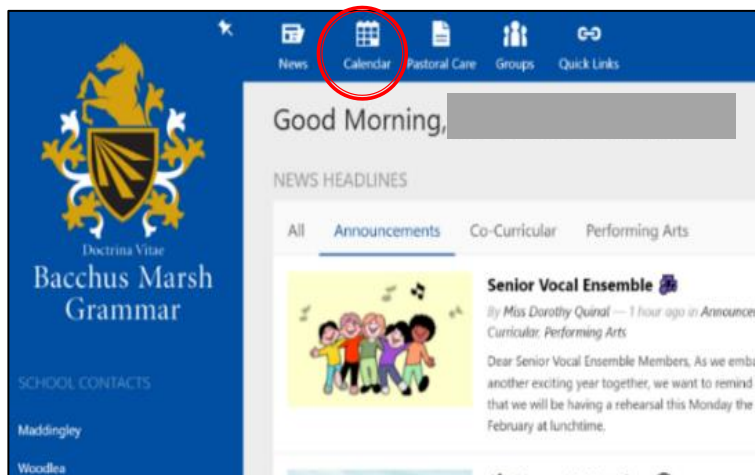 News Calendar Pastoral Care Groups Quick Links
Good Morning,
NEWS HEADLINES
All Announcements Co-Curricular Performing Arts
Doctrina Vitae
Bacchus Marsh
Grammar
SCHOOL CONTACTS
Maddingley
Woodlea
Senior Vocal Ensemble
By Miss Dorothy Quinal — 1 hour ago in Announce
Curricular, Performing Arts
Dear Senior Vocal Ensemble Members, As we emba
another exciting year together, we want to remind
that we will be having a rehearsal this Monday the
February at lunchtime.